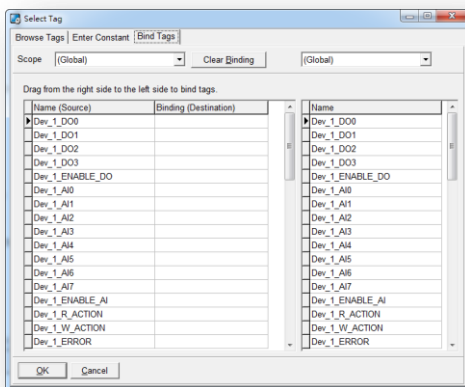 Select Tag
Browse Tags Enter Constant Bind Tags
Scope (Global) Clear Binding (Global)
Drag from the right side to the left side to bind tags.
Name (Source) Binding (Destination) Name
Dev_1_DO0 Dev_1_DO0
Dev_1_DO1 Dev_1_DO1
Dev_1_DO2 Dev_1_DO2
Dev_1_DO3 Dev_1_DO3
Dev_1_ENABLE_DO Dev_1_ENABLE_DO
Dev_1_AI0 Dev_1_AI0
Dev_1_AI1 Dev_1_AI1
Dev_1_AI2 Dev_1_AI2
Dev_1_AI3 Dev_1_AI3
Dev_1_AI4 Dev_1_AI4
Dev_1_AI5 Dev_1_AI5
Dev_1_AI6 Dev_1_AI6
Dev_1_AI7 Dev_1_AI7
Dev_1_ENABLE_AI Dev_1_ENABLE_AI
Dev_1_R_ACTION Dev_1_R_ACTION
Dev_1_W_ACTION Dev_1_W_ACTION
Dev_1_ERROR Dev_1_ERROR
OK Cancel